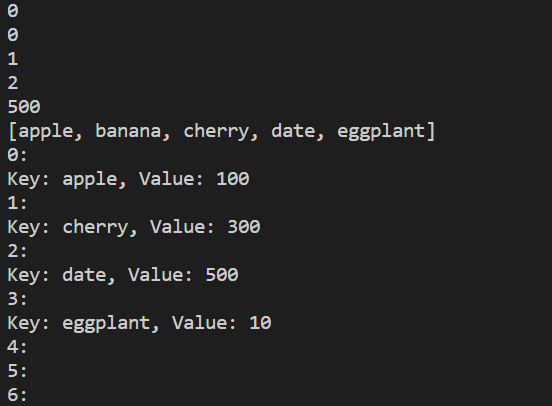 0
0
1
2
500
[apple, banana, cherry, date, eggplant]
0:
Key: apple, Value: 100
1:
Key: cherry, Value: 300
2:
Key: date, Value: 500
3:
Key: eggplant, Value: 10
4:
5:
6: